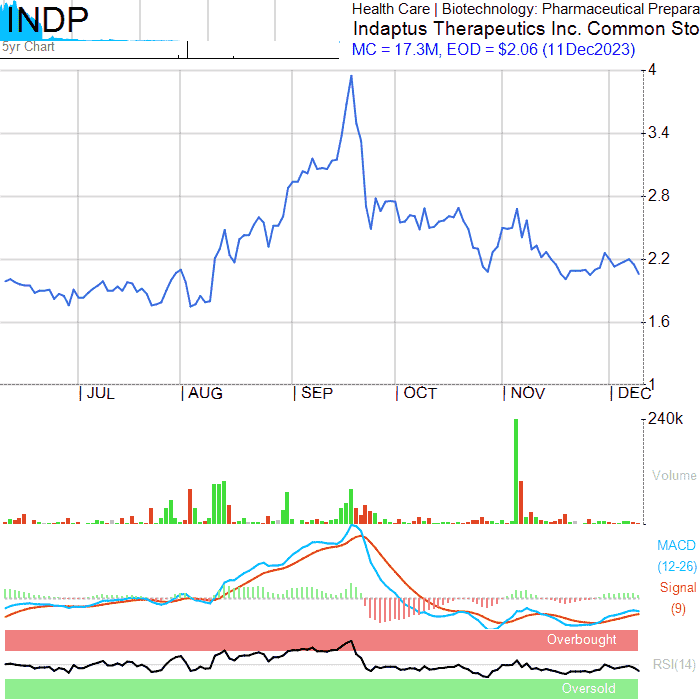 INDP
5yr Chart
Health Care | Biotechnology: Pharmaceutical Prepara
Indaptus Therapeutics Inc. Common Sto
MC = 17.3M, EOD = $2.06 (11Dec2023)
4
3.4
2.8
2.2
1.6
1
JUL AUG SEP OCT NOV DEC
240k
Volume
MACD
(12-26)
Signal
(9)
Overbought
RSI(14)
Oversold